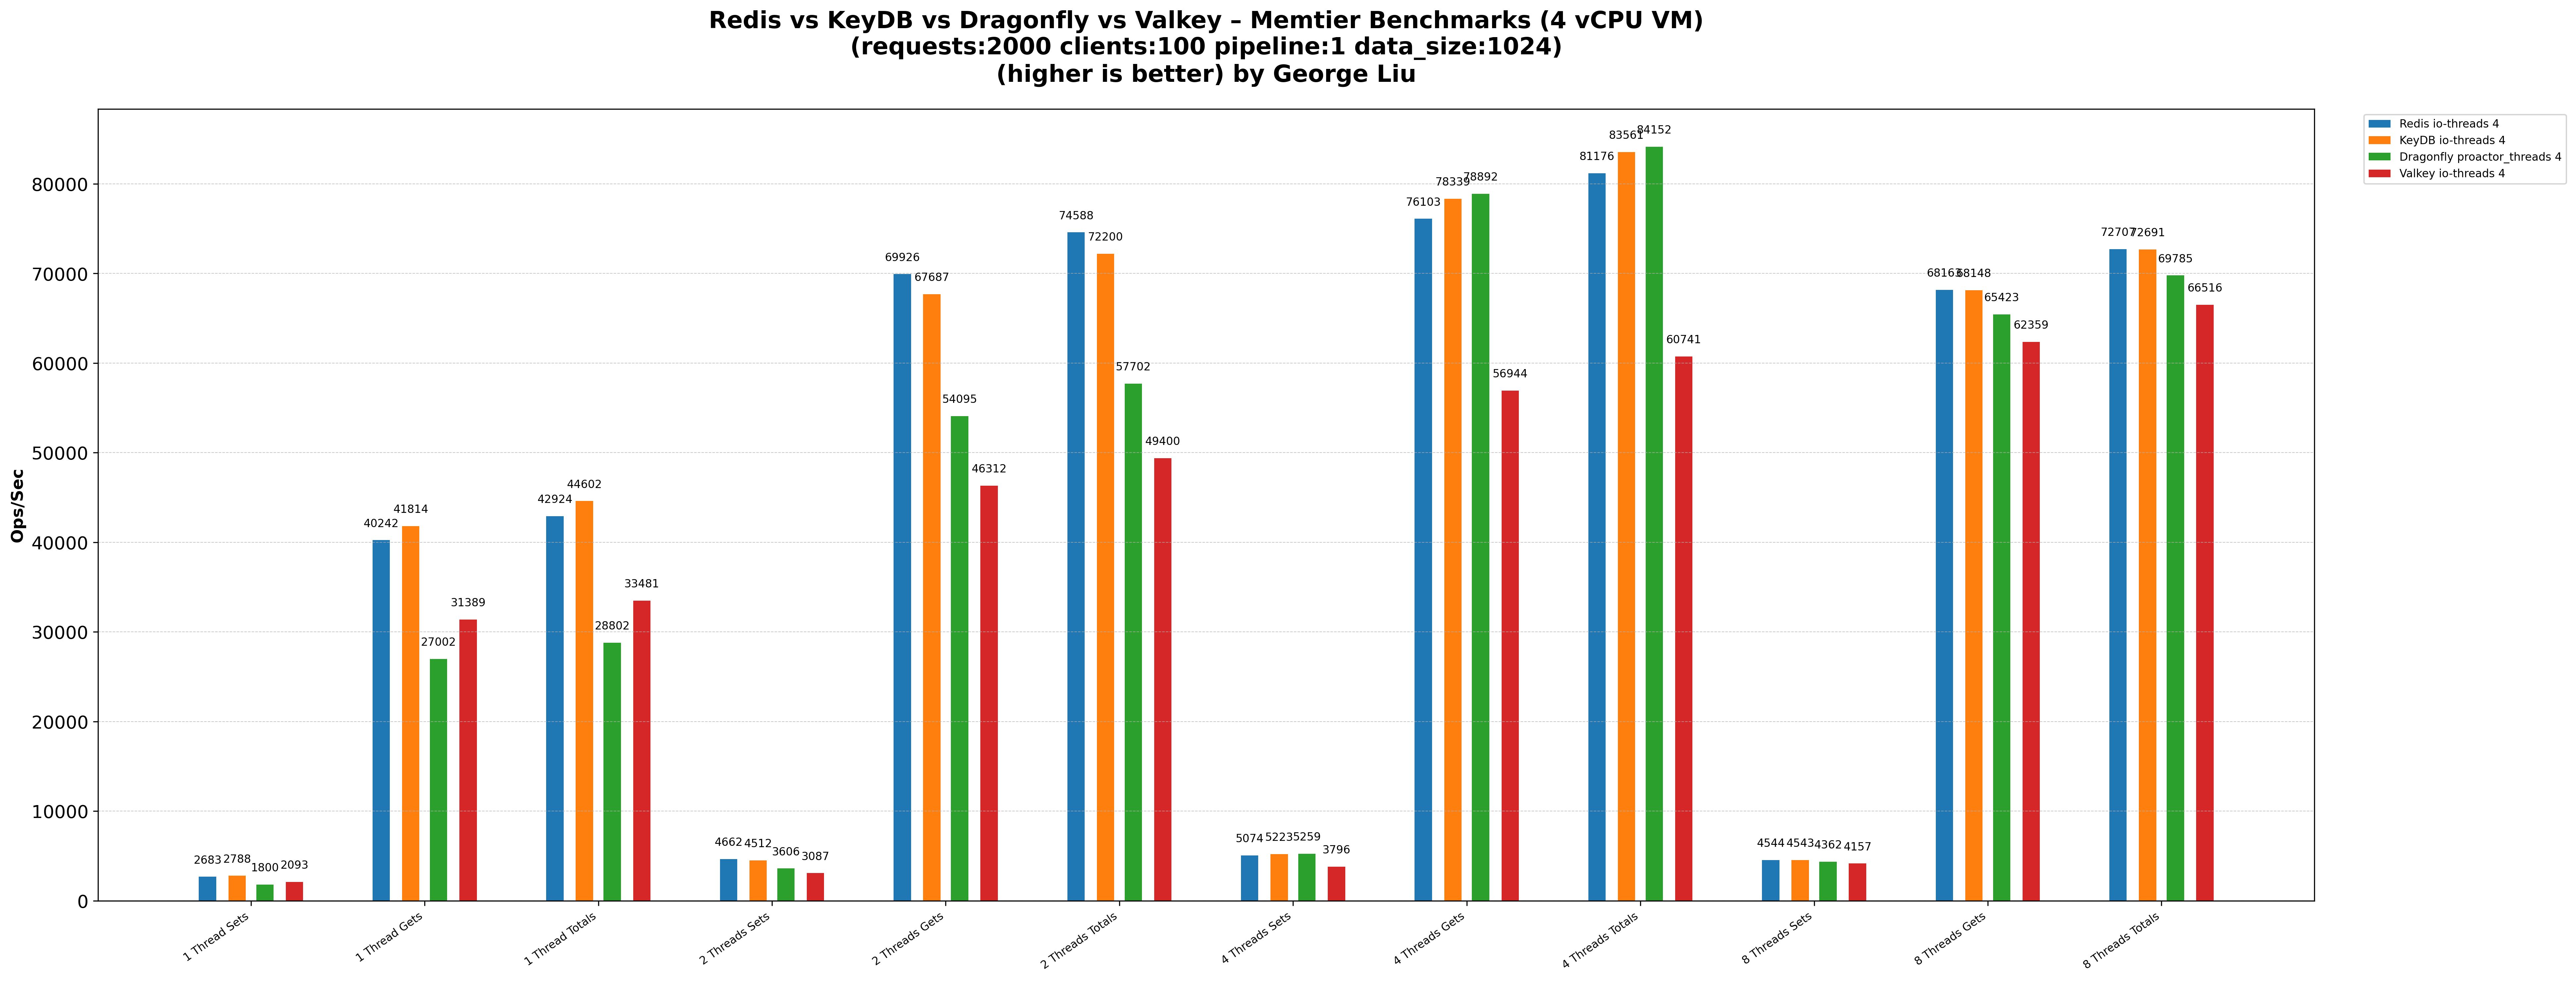 Redis vs KeyDB vs Dragonfly vs Valkey – Memtier Benchmarks (4 vCPU VM)
(requests:2000 clients:100 pipeline:1 data_size:1024)
(higher is better) by George Liu
Redis io-threads 4
KeyDB io-threads 4
Dragonfly proactor_threads 4
Valkey io-threads 4
Ops/Sec
80000
70000
60000
50000
40000
30000
20000
10000
0
2683 2788 1800 2093
40242 41814 27002 31389
42924 44602 28802 33481
4662 4512 3606 3087
69926 67687 54095 46312
74588 72200 57702 49400
5074 5223 5259 3796
76103 78339 78892 56944
81176 83561 84152 60741
4544 4543 4362 4157
68163 68148 65423 62359
72707 72691 69785 66516
1 Thread Sets
1 Thread Gets
1 Thread Totals
2 Threads Sets
2 Threads Gets
2 Threads Totals
4 Threads Sets
4 Threads Gets
4 Threads Totals
8 Threads Sets
8 Threads Gets
8 Threads Totals